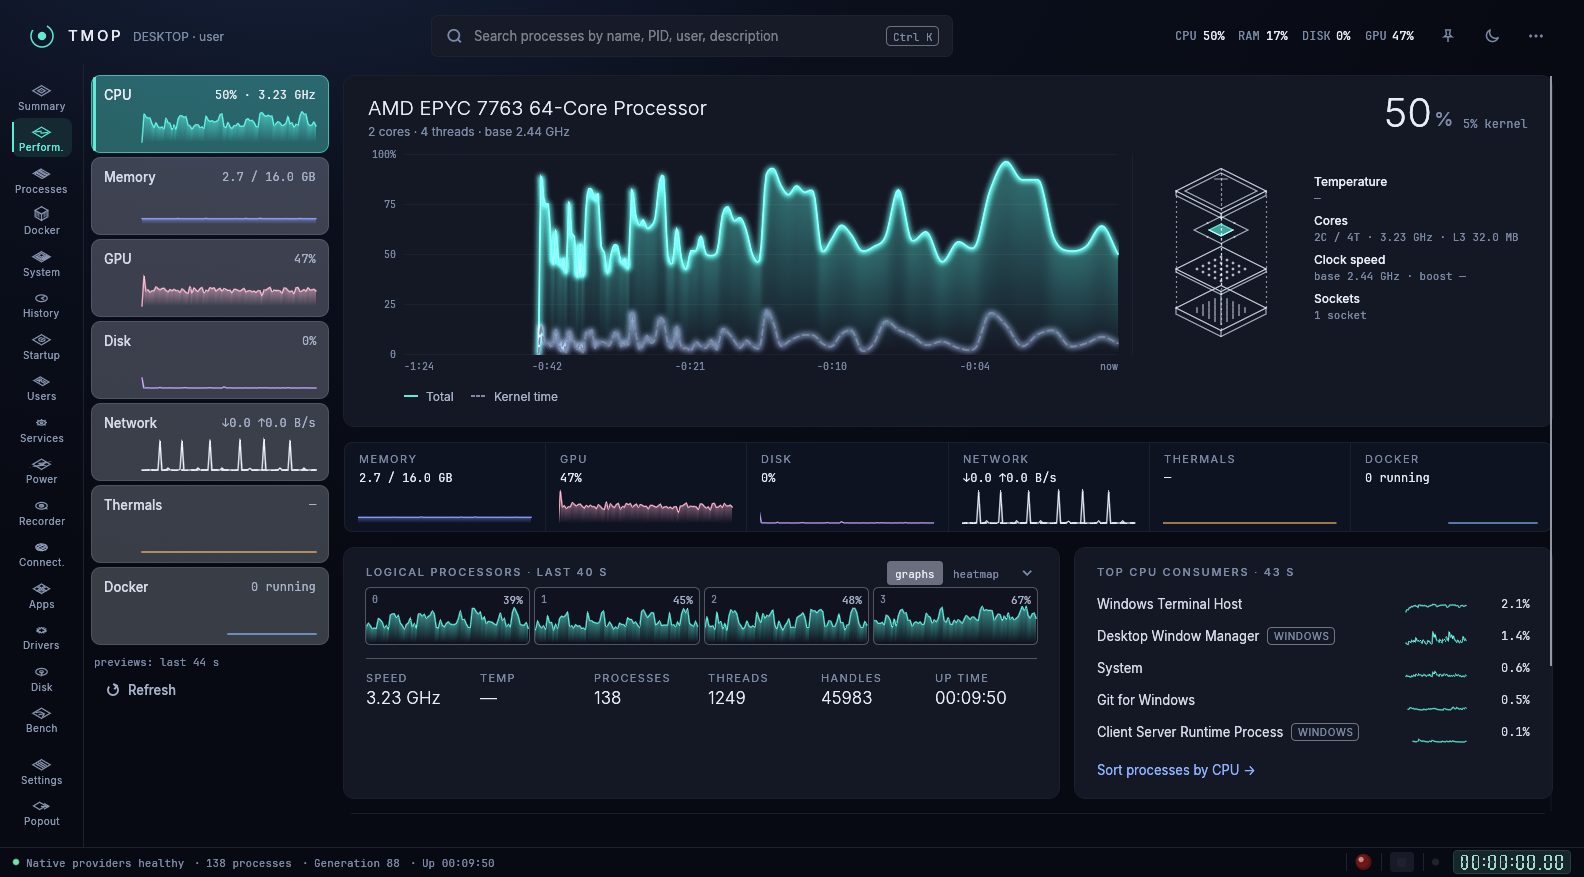 TMOP DESKTOP · user
Search processes by name, PID, user, description Ctrl K
CPU 50% RAM 17% DISK 0% GPU 47%
Summary
Perform.
Processes
Docker
System
History
Startup
Users
Services
Power
Recorder
Connect.
Apps
Drivers
Disk
Bench
Settings
Popout
CPU 50% · 3.23 GHz
Memory 2.7 / 16.0 GB
GPU 47%
Disk 0%
Network ↓0.0 ↑0.0 B/s
Thermals —
Docker 0 running
previews: last 44 s
Refresh
AMD EPYC 7763 64-Core Processor
2 cores · 4 threads · base 2.44 GHz
50% 5% kernel
100%
75
50
25
0
-1:24 -0:42 -0:21 -0:10 -0:04 now
Total Kernel time
Temperature
—
Cores
2C / 4T · 3.23 GHz · L3 32.0 MB
Clock speed
base 2.44 GHz · boost —
Sockets
1 socket
MEMORY
2.7 / 16.0 GB
GPU
47%
DISK
0%
NETWORK
↓0.0 ↑0.0 B/s
THERMALS
—
DOCKER
0 running
LOGICAL PROCESSORS · LAST 40 S
graphs heatmap
0 39%
1 45%
2 48%
3 67%
SPEED
3.23 GHz
TEMP
—
PROCESSES
138
THREADS
1249
HANDLES
45983
UP TIME
00:09:50
TOP CPU CONSUMERS · 43 S
Windows Terminal Host 2.1%
Desktop Window Manager WINDOWS 1.4%
System 0.6%
Git for Windows 0.5%
Client Server Runtime Process WINDOWS 0.1%
Sort processes by CPU →
Native providers healthy · 138 processes · Generation 88 · Up 00:09:50
00:00:00.00